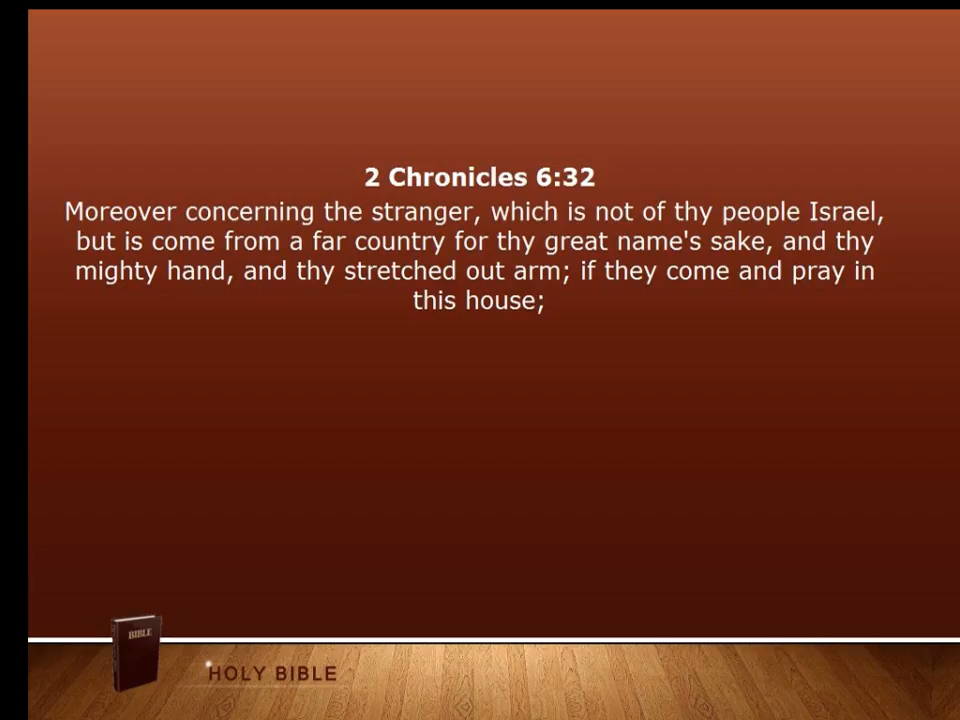 2 Chronicles 6:32
Moreover concerning the stranger, which is not of thy people Israel,
but is come from a far country for thy great name's sake, and thy
mighty hand, and thy stretched out arm; if they come and pray in
this house;
BIBLE
HOLY BIBLE